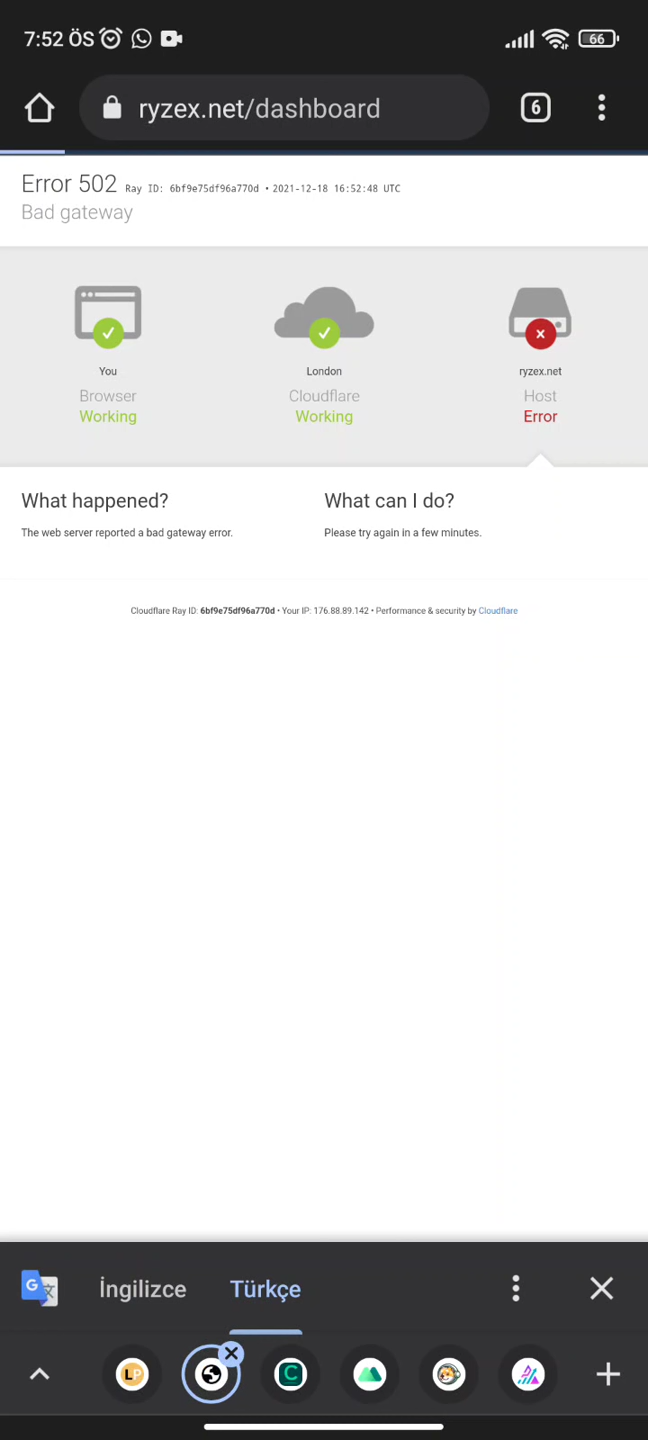 7:52 ÖS
66
ryzex.net/dashboard
6
Error 502 Ray ID: 6bf9e75df96a770d • 2021-12-18 16:52:48 UTC
Bad gateway
You
London
ryzex.net
Browser
Cloudflare
Host
Working
Working
Error
What happened?
What can I do?
The web server reported a bad gateway error.
Please try again in a few minutes.
Cloudflare Ray ID: 6bf9e75df96a770d • Your IP: 176.88.89.142 • Performance & security by Cloudflare
G 文
İngilizce
Türkçe
LP
C